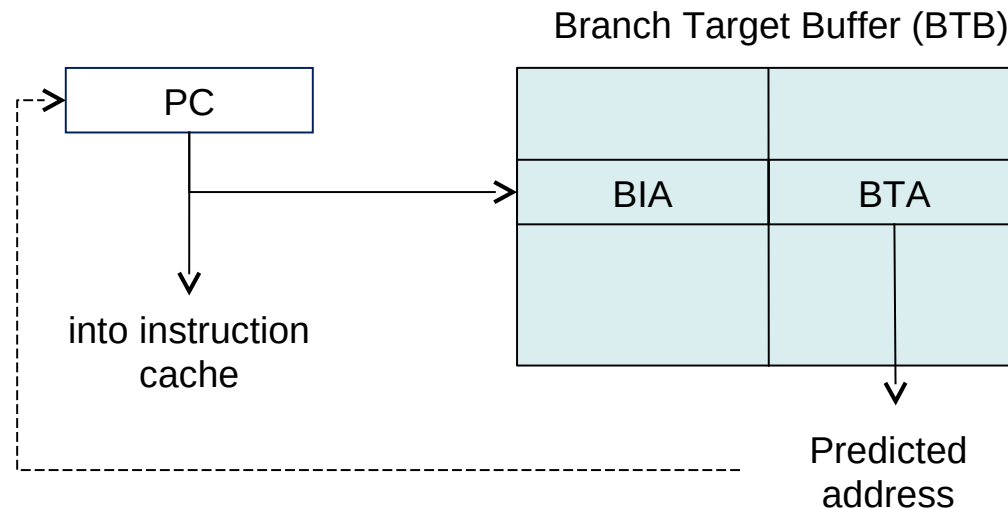 Branch Target Buffer (BTB)
PC
BIA
BTA
into instruction
cache
Predicted
address